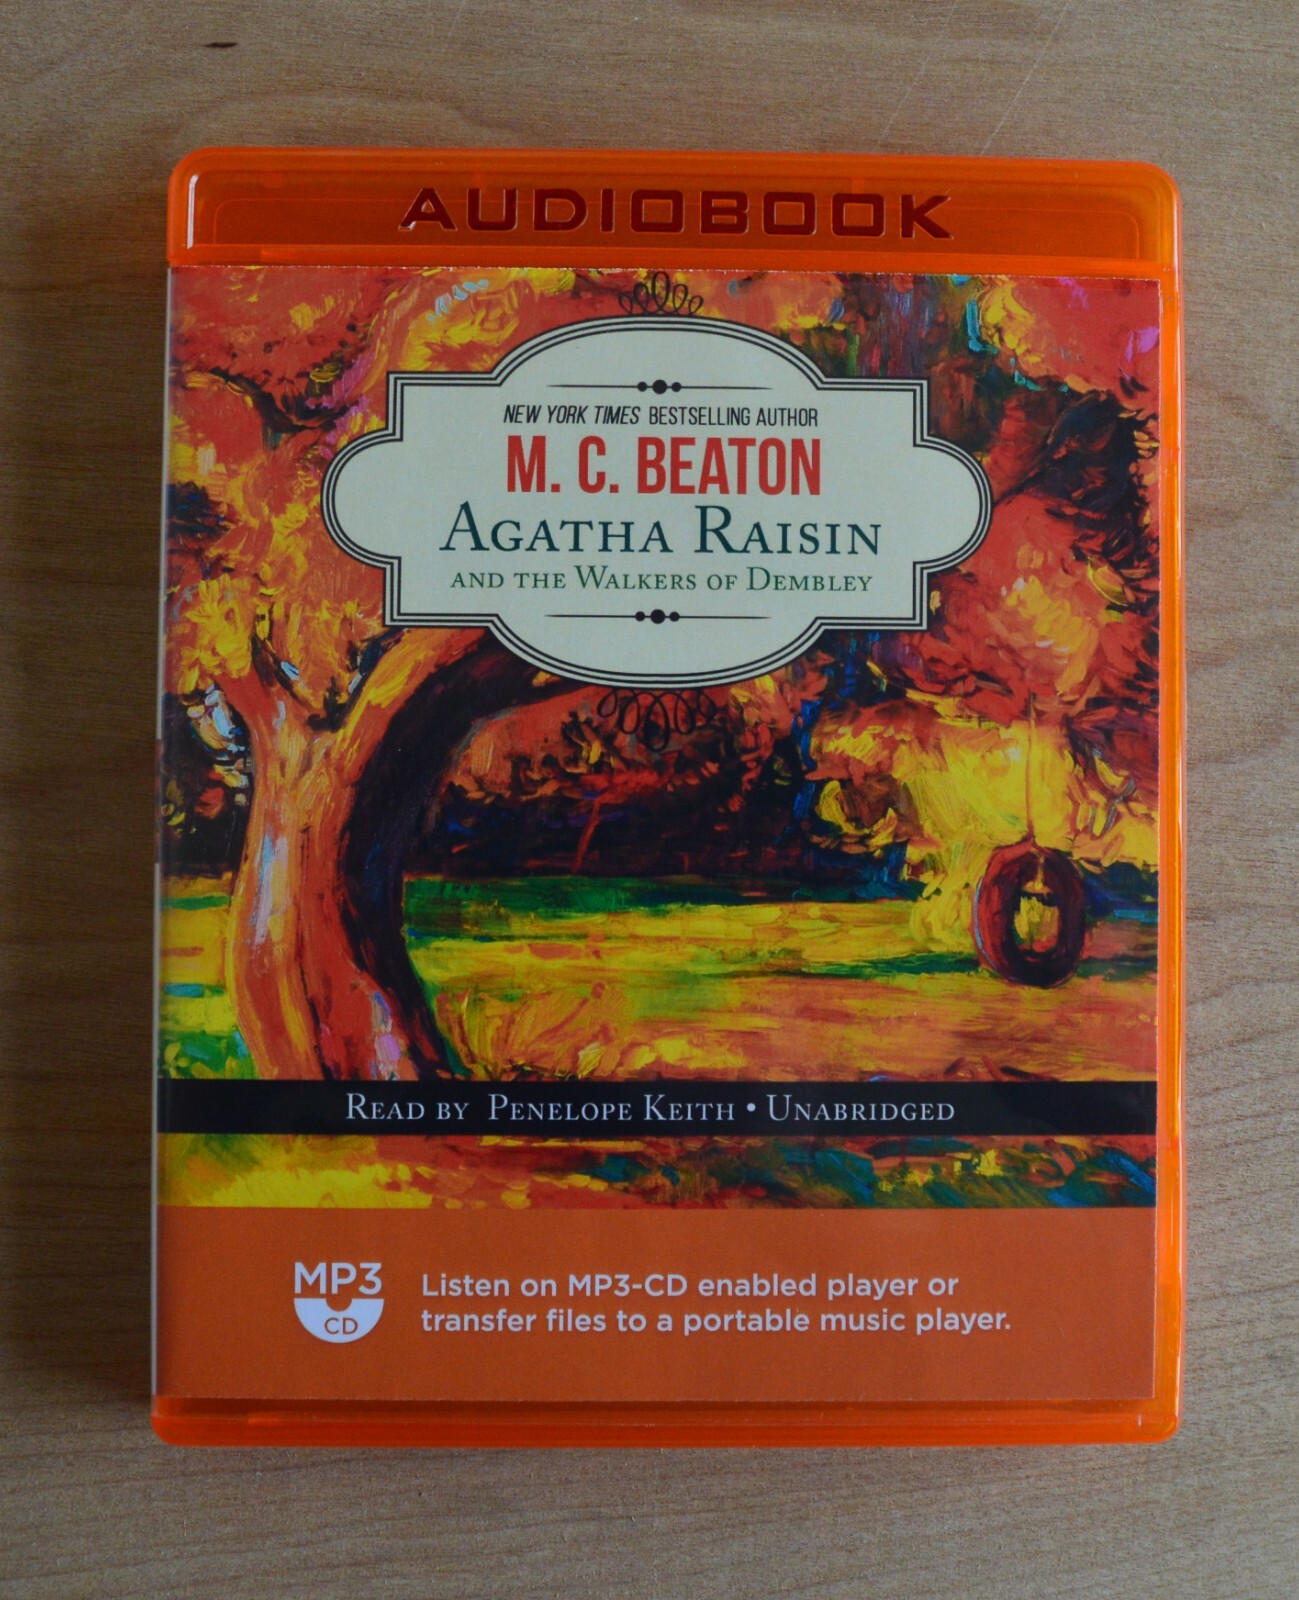 AUDIOBOOK
NEW YORK TIMES BESTSELLING AUTHOR
M. C. BEATON
AGATHA RAISIN
AND THE WALKERS OF DEMBLEY
READ BY PENELOPE KEITH • UNABRIDGED
MP3
CD
Listen on MP3-CD enabled player or
transfer files to a portable music player.